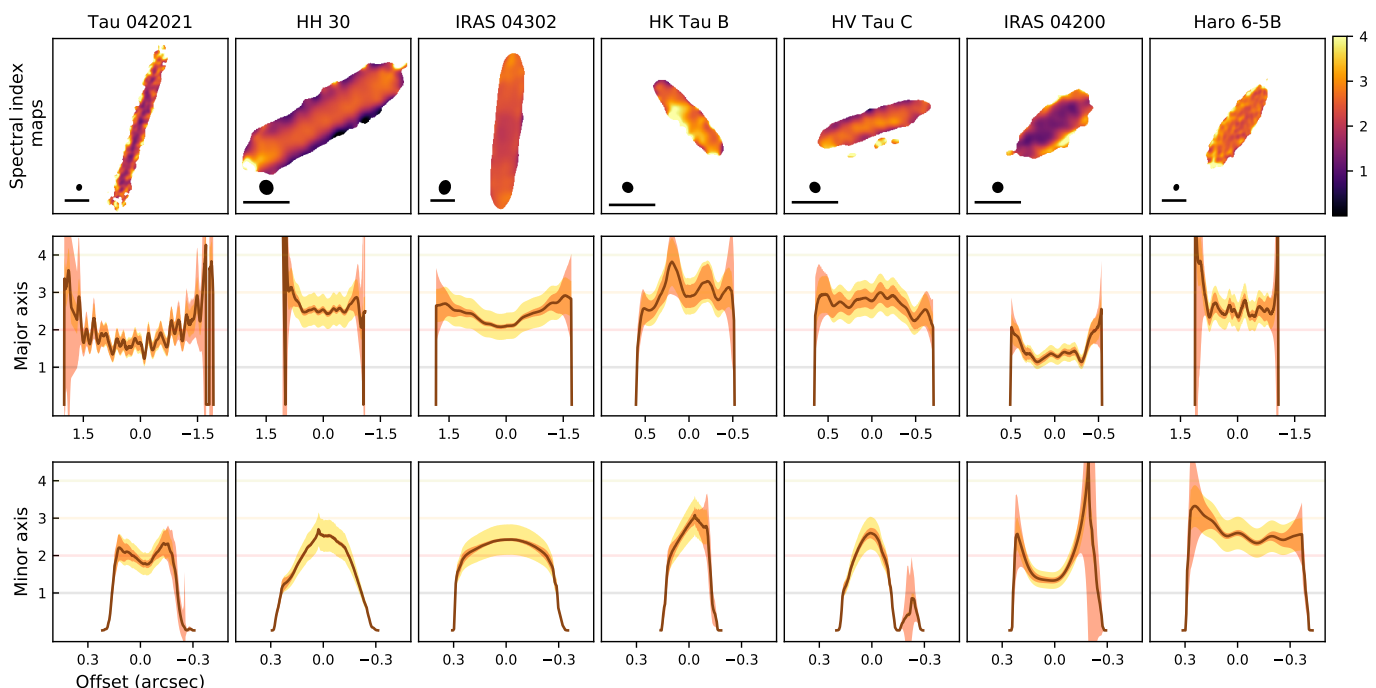 Tau 042021 HH 30 IRAS 04302 HK Tau B HV Tau C IRAS 04200 Haro 6-5B
Spectral index
maps
4
3
2
1
Major axis
4
3
2
1
1.5 0.0 −1.5 1.5 0.0 −1.5 1.5 0.0 −1.5 0.5 0.0 −0.5 0.5 0.0 −0.5 0.5 0.0 −0.5 1.5 0.0 −1.5
Minor axis
4
3
2
1
0.3 0.0 −0.3 0.3 0.0 −0.3 0.3 0.0 −0.3 0.3 0.0 −0.3 0.3 0.0 −0.3 0.3 0.0 −0.3 0.3 0.0 −0.3
Offset (arcsec)